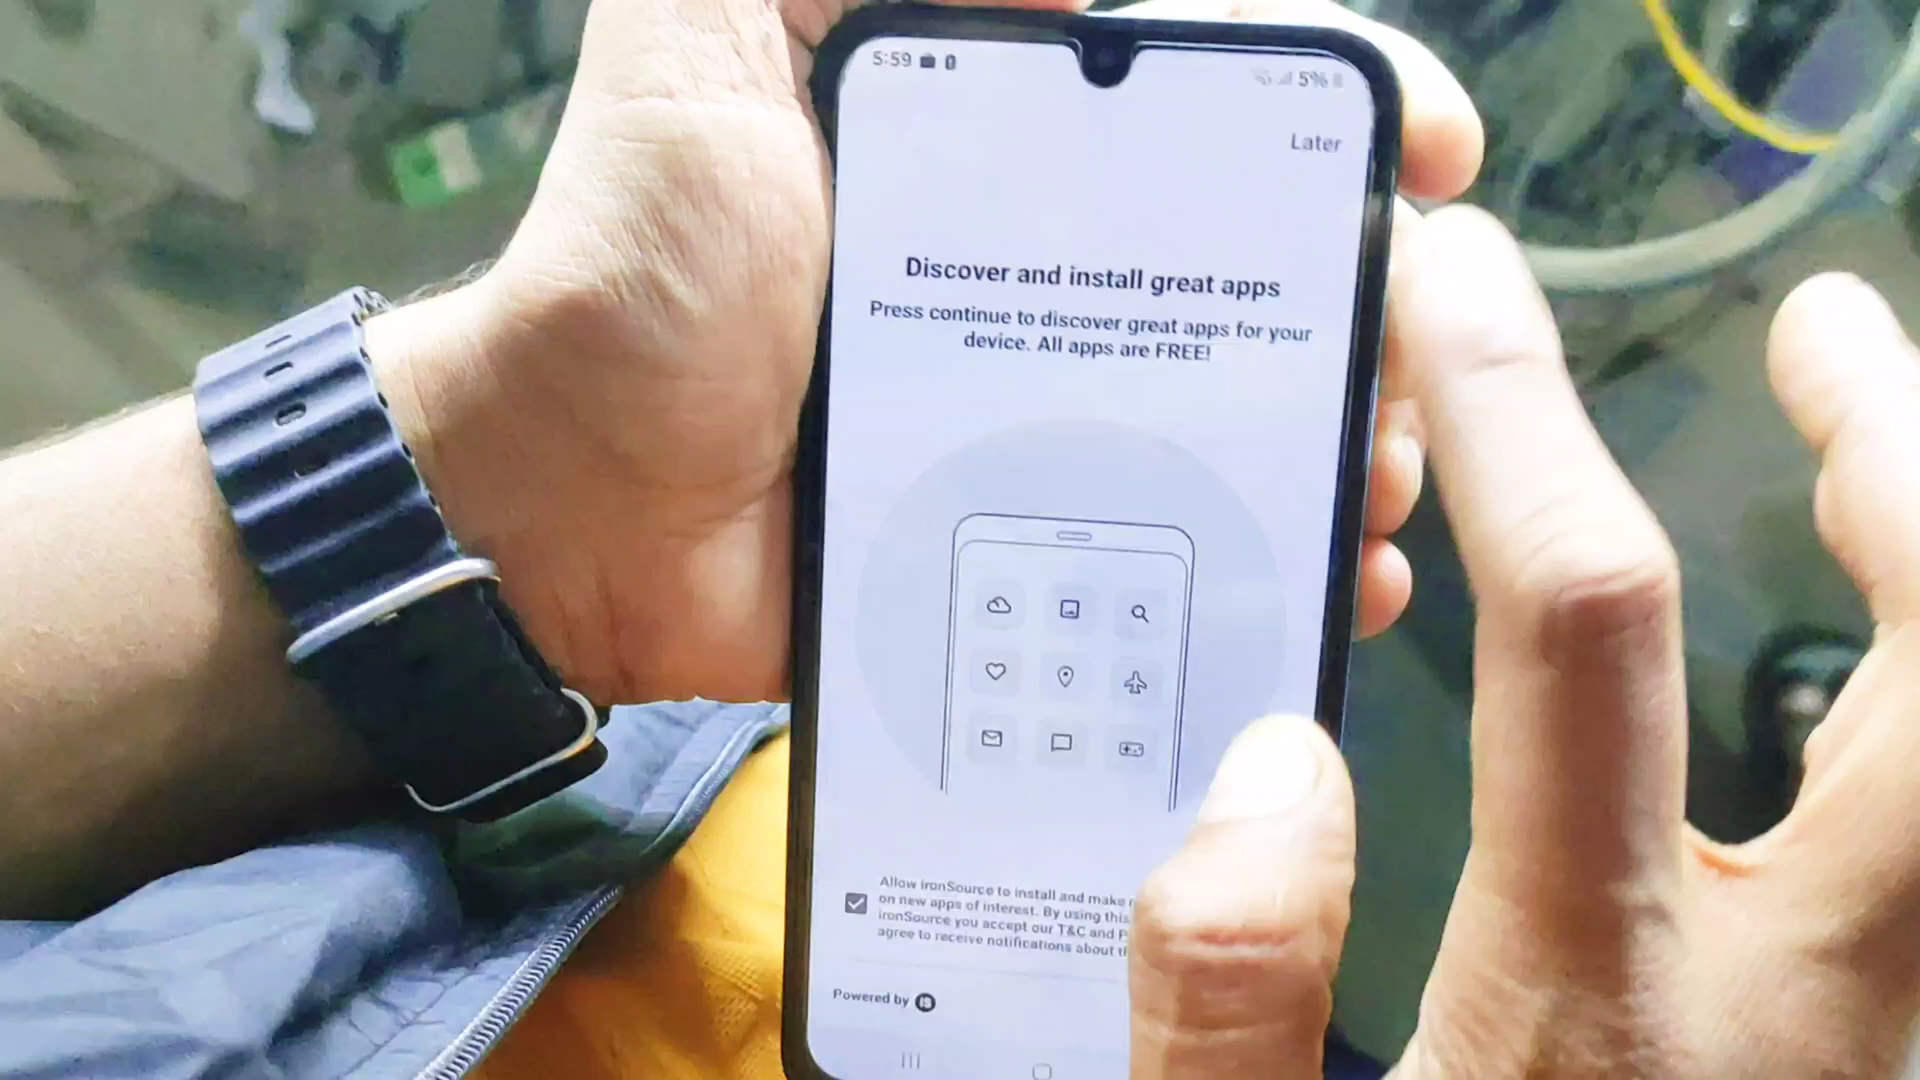 5:59
5%
Later
Discover and install great apps
Press continue to discover great apps for your
device. All apps are FREE!
Allow ironSource to install and make
on new apps of interest. By using this
ironSource you accept our T&C and
agree to receive notifications about
Powered by iS